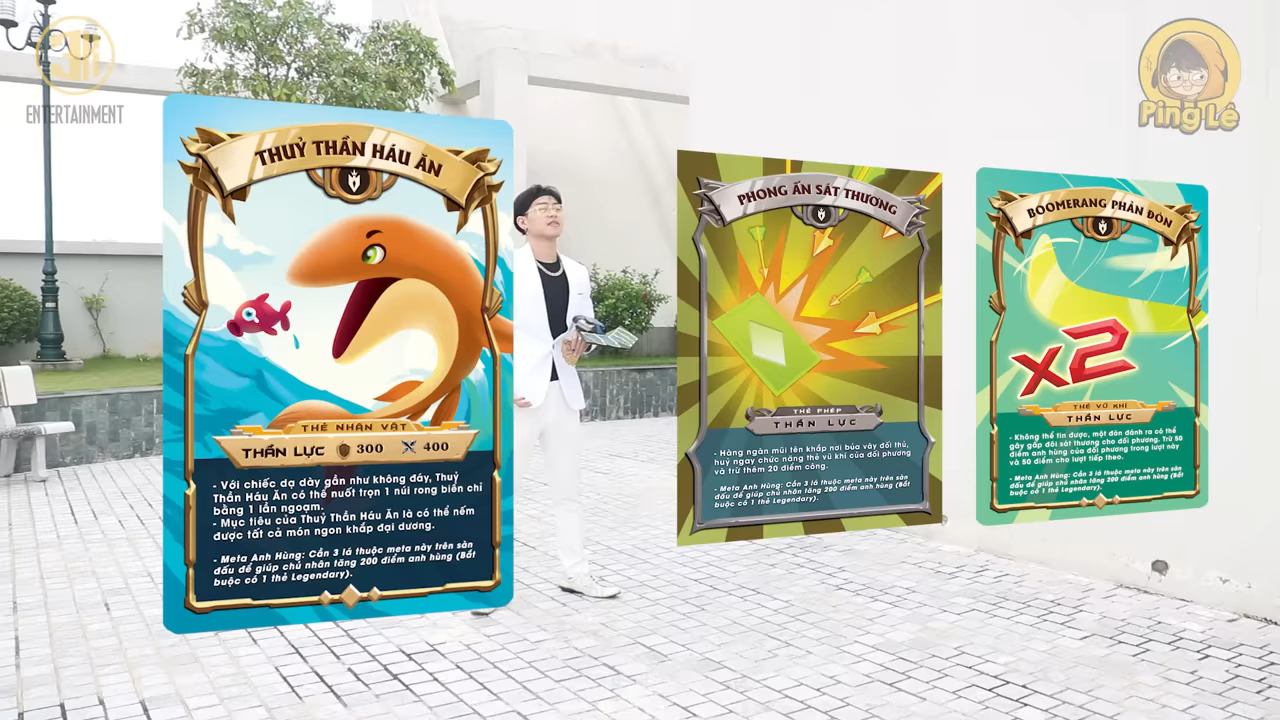 3H
ENTERTAINMENT
Ping Lê
THUỶ THẦN HÁU ĂN
THẺ NHÂN VẬT
THẦN LỰC 300 400
- Với chiếc dạ dày gần như không đáy, Thuỷ
Thần Háu Ăn có thể nuốt trọn 1 núi rong biển chỉ
bằng 1 lần ngoạm.
- Mục tiêu của Thuỷ Thần Háu Ăn là có thể nếm
được tất cả món ngon khắp đại dương.
- Meta Anh Hùng: Cần 3 lá thuộc meta này trên sàn
đấu để giúp chủ nhân tăng 200 điểm anh hùng (Bắt
buộc có 1 thẻ Legendary).
PHONG ẤN SÁT THƯƠNG
THẺ PHÉP
THẦN LỰC
- Hàng ngàn mũi tên khắp nơi bủa vây đối thủ,
huỷ ngay chức năng thẻ vũ khí của đối phương
và trừ thêm 20 điểm công.
- Meta Anh Hùng: Cần 3 lá thuộc meta này trên sàn
đấu để giúp chủ nhân tăng 200 điểm anh hùng (Bắt
buộc có 1 thẻ Legendary).
BOOMERANG PHẢN ĐÒN
x2
THẺ VŨ KHÍ
THẦN LỰC
- Không thể tin được, một đòn đánh ra có thể
gây gấp đôi sát thương cho đối phương. Trừ 50
điểm anh hùng của đối phương trong lượt này
và 50 điểm cho lượt tiếp theo.
- Meta Anh Hùng: Cần 3 lá thuộc meta này trên sàn
đấu để giúp chủ nhân tăng 200 điểm anh hùng (Bắt
buộc có 1 thẻ Legendary).